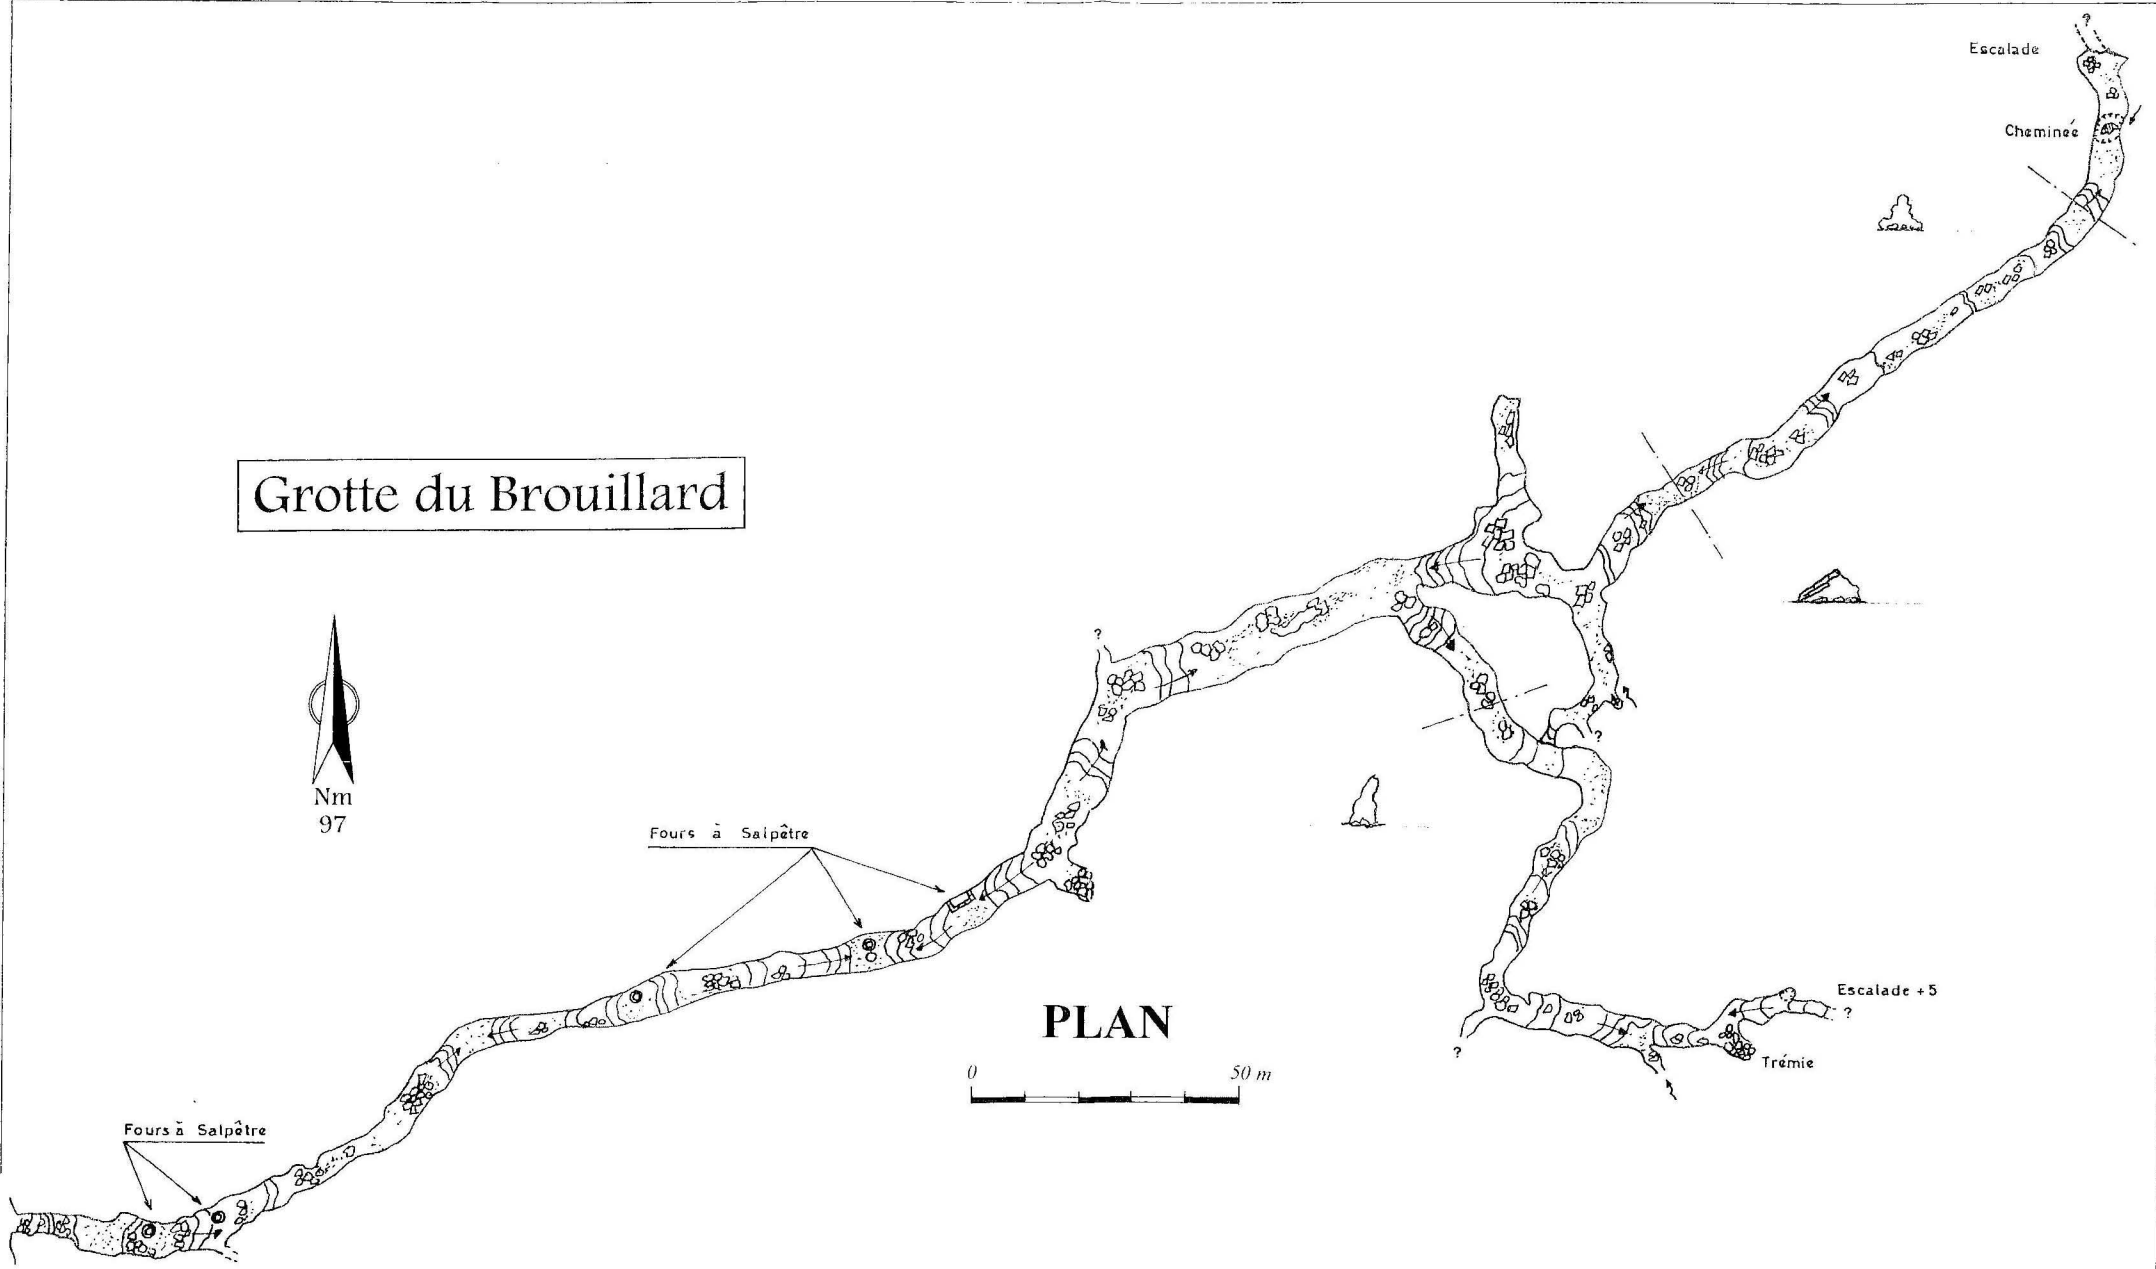 ?
Escalade
Cheminée
Grotte du Brouillard
?
Nm
97
?
Fours à Salpêtre
Escalade +5
?
PLAN
?
Trémie
0 50 m
Fours à Salpêtre